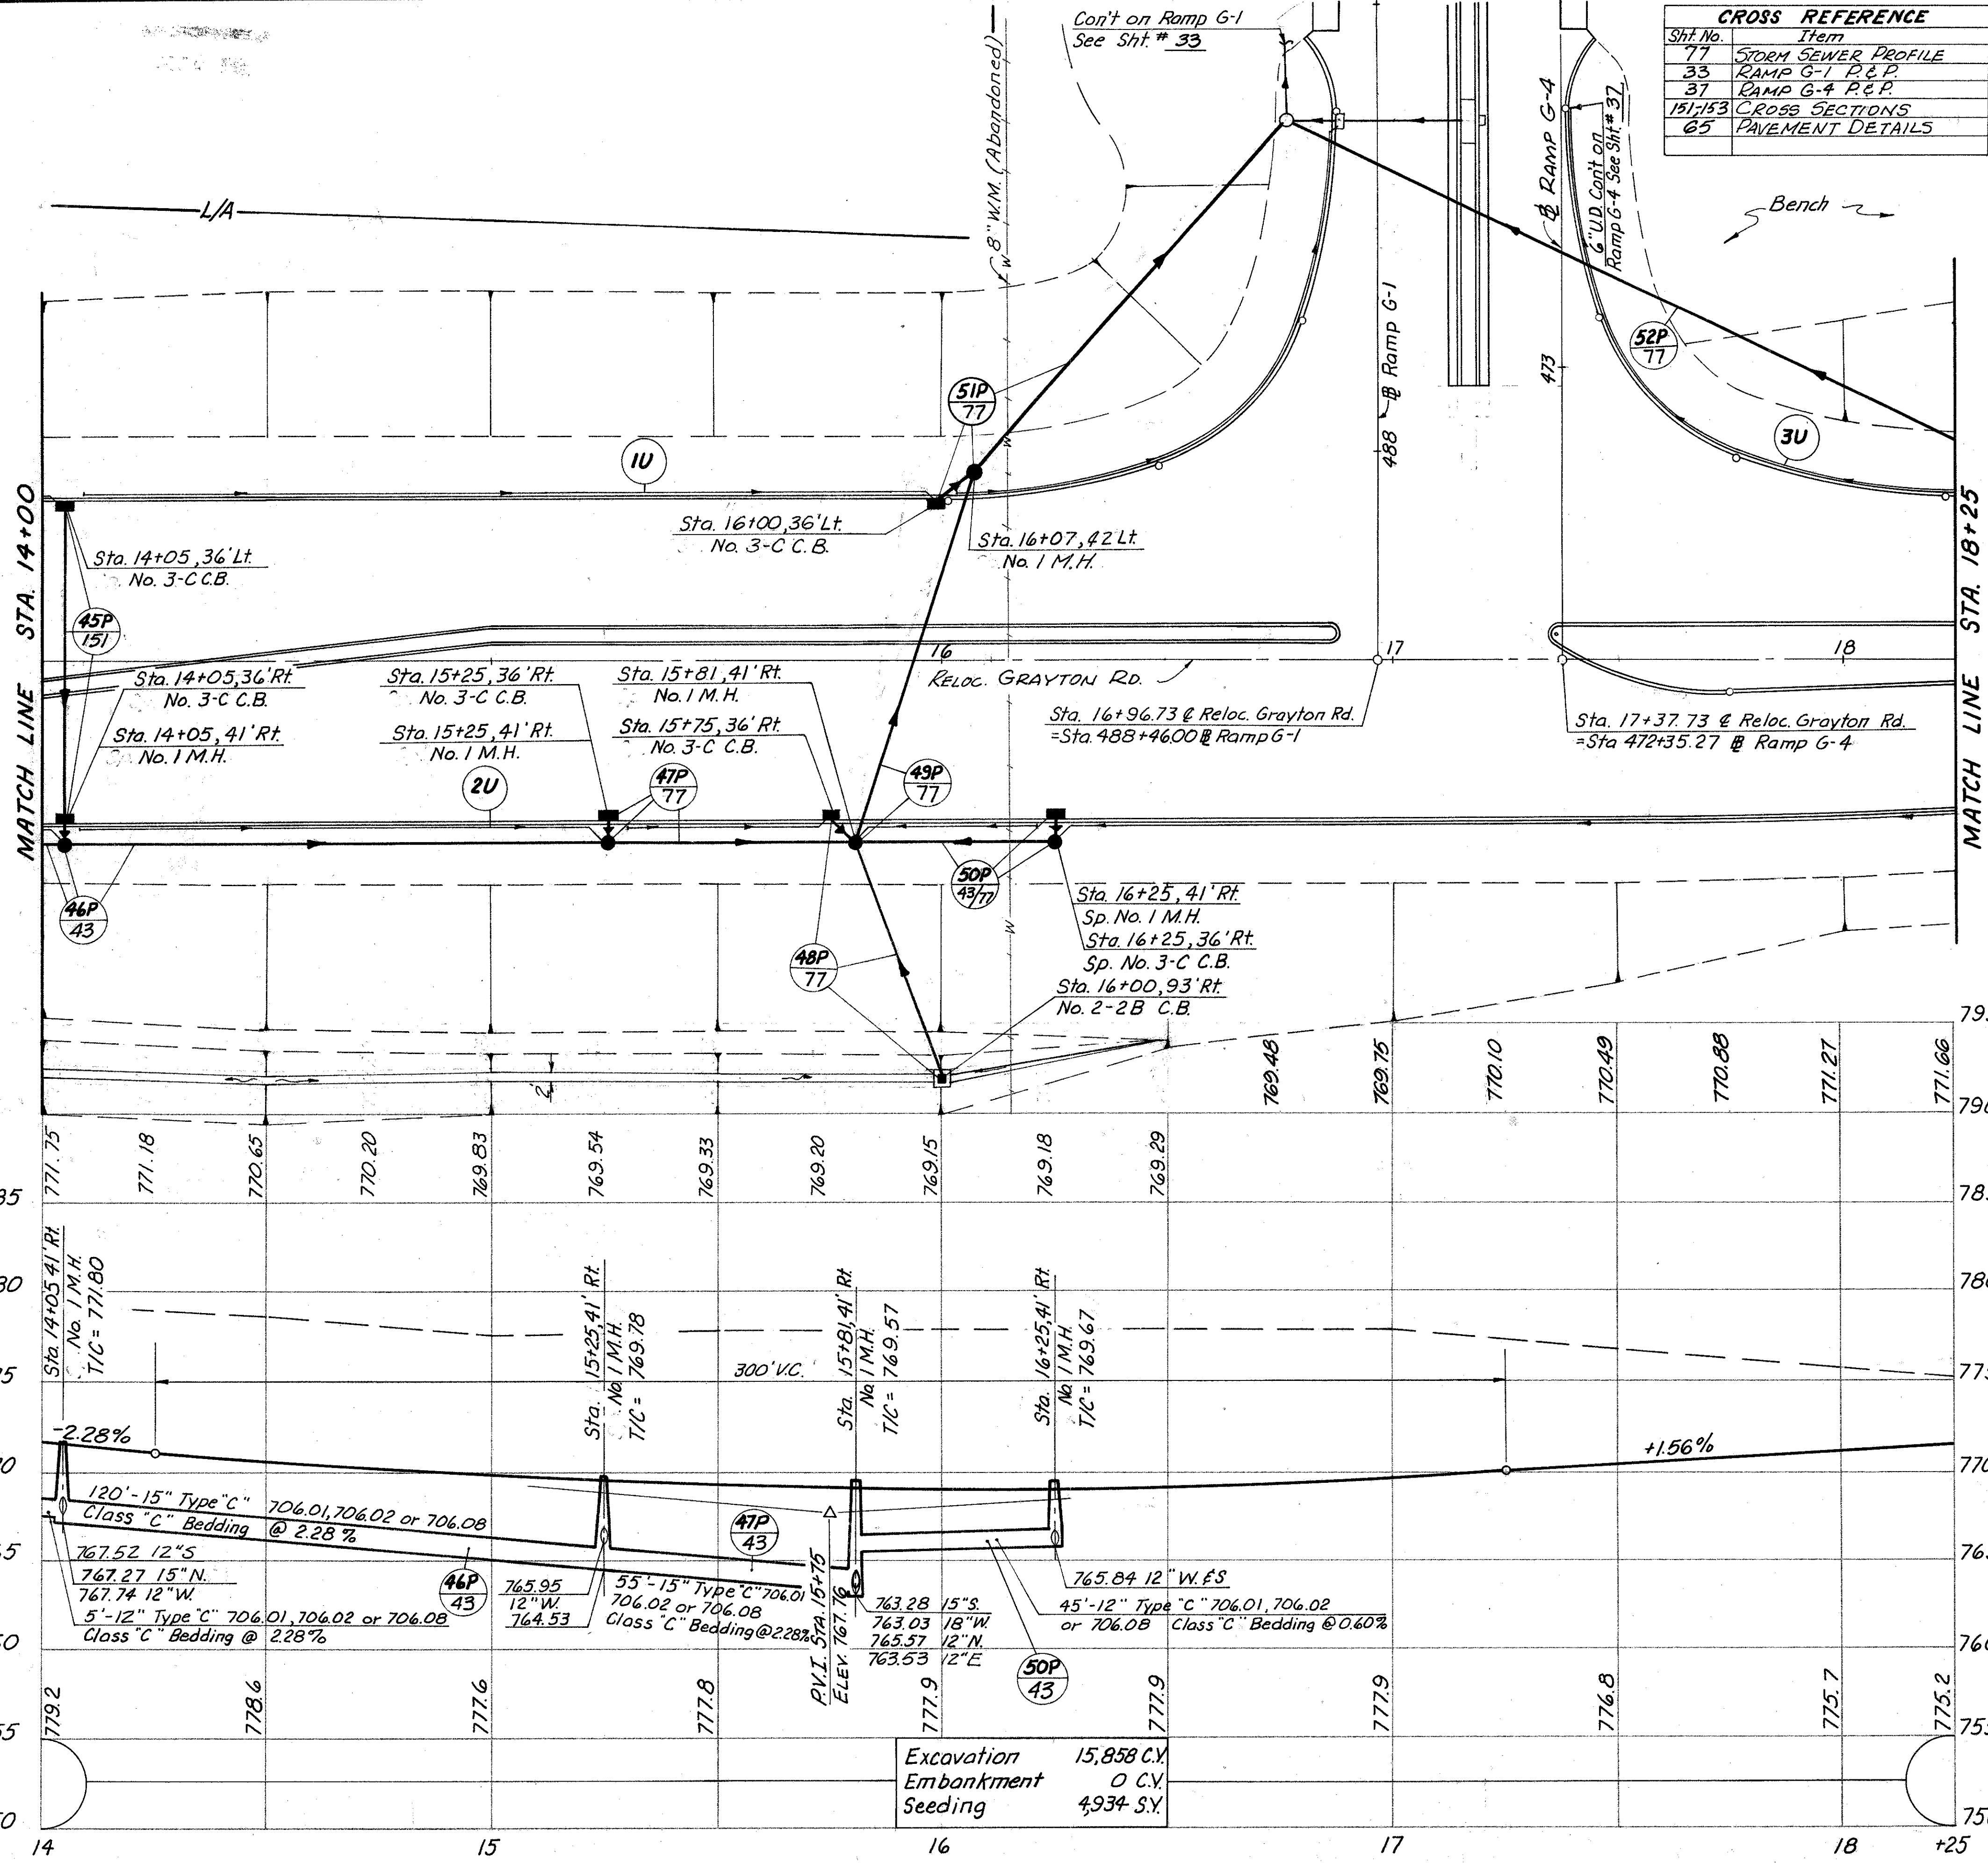 CROSS REFERENCE
Sht. No. Item
77 STORM SEWER PROFILE
33 RAMP G-1 P.&P.
37 RAMP G-4 P.&P.
151-153 CROSS SECTIONS
65 PAVEMENT DETAILS
Con't on Ramp G-1
See Sht. # 33
8" W.M. (Abandoned)
W
L/A
℄ RAMP G-4
6" U.D. Con't on
Ramp G-4 See Sht. # 37
Bench
℄ Ramp G-1
488
473
52P
77
51P
77
1U
3U
MATCH LINE STA. 14+00
MATCH LINE STA. 18+25
Sta. 16+00, 36' Lt.
No. 3-C C.B.
Sta. 16+07, 42 Lt.
No. 1 M.H.
Sta. 14+05, 36' Lt.
No. 3-C C.B.
45P
151
16
17
18
RELOC. GRAYTON RD.
Sta. 14+05, 36' Rt.
No. 3-C C.B.
Sta. 15+25, 36' Rt.
No. 3-C C.B.
Sta. 15+81, 41' Rt.
No. 1 M.H.
Sta. 14+05, 41' Rt.
No. 1 M.H.
Sta. 15+25, 41' Rt.
No. 1 M.H.
Sta. 15+75, 36' Rt.
No. 3-C C.B.
Sta. 16+96.73 ℄ Reloc. Grayton Rd.
=Sta. 488+46.00 ℄ Ramp G-1
Sta. 17+37.73 ℄ Reloc. Grayton Rd.
=Sta 472+35.27 ℄ Ramp G-4
2U
47P
77
49P
77
46P
43
50P
43/77
48P
77
W
Sta. 16+25, 41' Rt.
Sp. No. 1 M.H.
Sta. 16+25, 36' Rt.
Sp. No. 3-C C.B.
Sta. 16+00, 93' Rt.
No. 2-2B C.B.
2'
771.75 771.18 770.65 770.20 769.83 769.54 769.33 769.20 769.15 769.18 769.29 769.48 769.75 770.10 770.49 770.88 771.27 771.66
Sta. 14+05 41' Rt.
No. 1 M.H.
T/C = 771.80
Sta. 15+25, 41' Rt.
No. 1 M.H.
T/C = 769.78
Sta. 15+81, 41' Rt.
No. 1 M.H.
T/C = 769.57
Sta. 16+25, 41' Rt.
No. 1 M.H.
T/C = 769.67
300' V.C.
-2.28%
+1.56%
120'-15" Type "C" 706.01, 706.02 or 706.08
Class "C" Bedding @ 2.28%
767.52 12" S
767.27 15" N.
767.74 12" W.
5'-12" Type "C" 706.01, 706.02 or 706.08
Class "C" Bedding @ 2.28%
46P
43
47P
43
765.95
12" W.
764.53
55'-15" Type "C" 706.01
706.02 or 706.08
Class "C" Bedding @ 2.28%
P.V.I. STA. 15+75
ELEV. 767.76
763.28 15" S.
763.03 18" W.
765.57 12" N.
763.53 12" E
765.84 12" W. & S
45'-12" Type "C" 706.01, 706.02
or 706.08 Class "C" Bedding @ 0.60%
50P
43
779.2 778.6 777.6 777.8 777.9 777.9 777.9 776.8 775.7 775.2
Excavation 15,858 C.Y.
Embankment 0 C.Y.
Seeding 4,934 S.Y.
14 15 16 17 18 +25